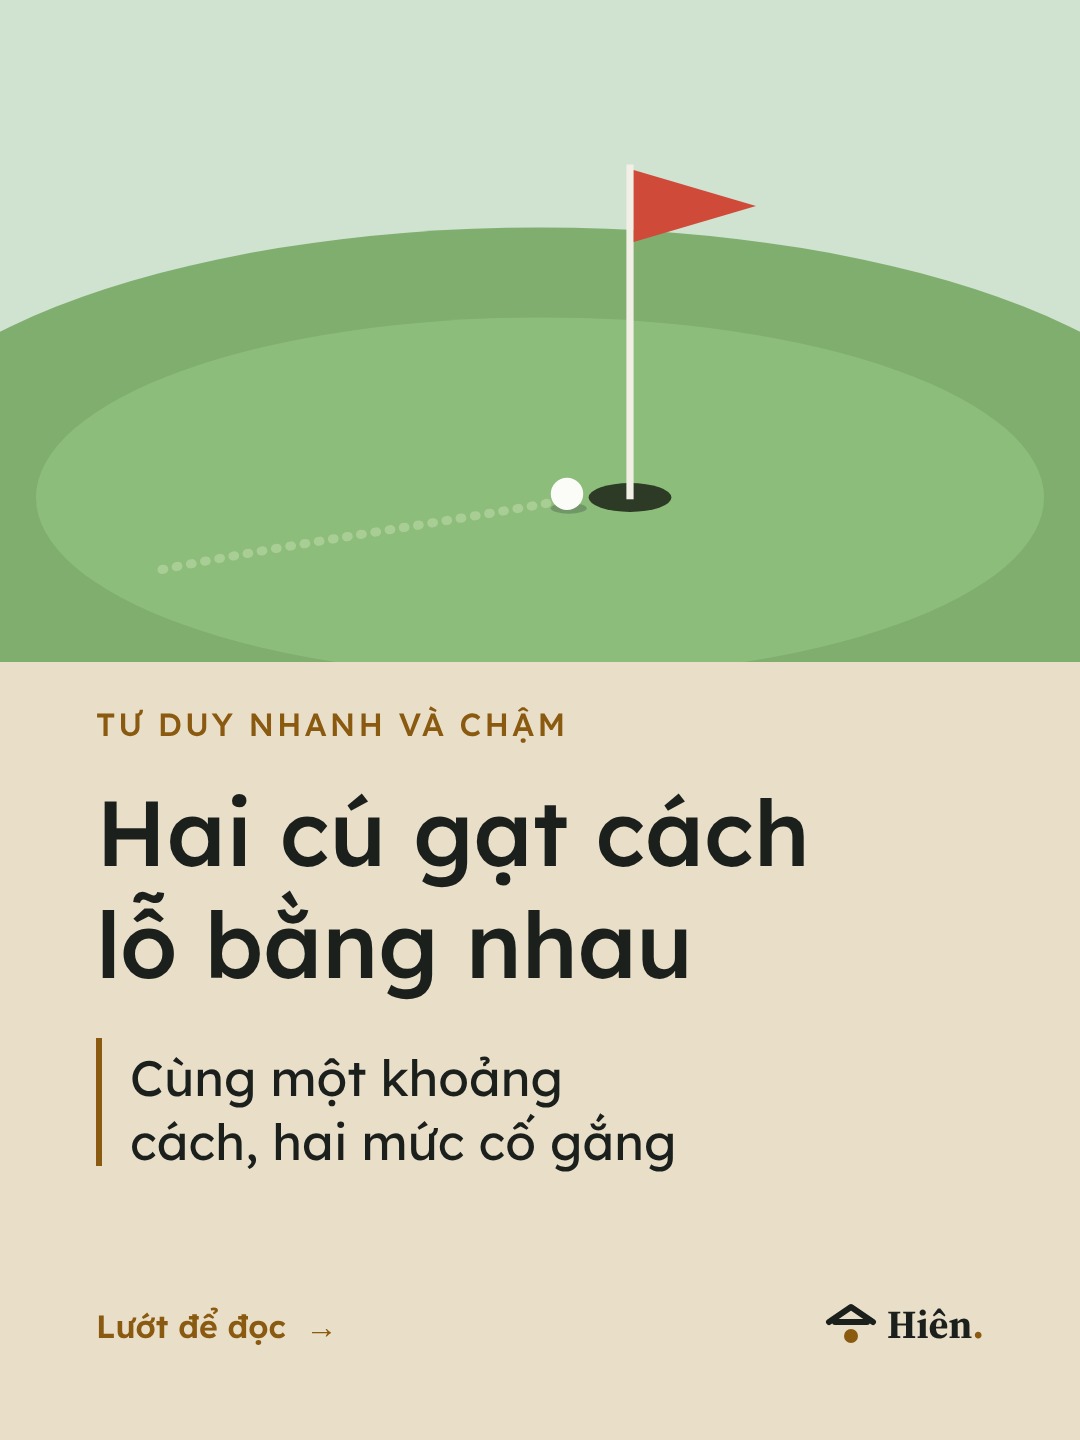 TƯ DUY NHANH VÀ CHẬM
Hai cú gạt cách
lỗ bằng nhau
Cùng một khoảng
cách, hai mức cố gắng
Lướt để đọc →
Hiên.